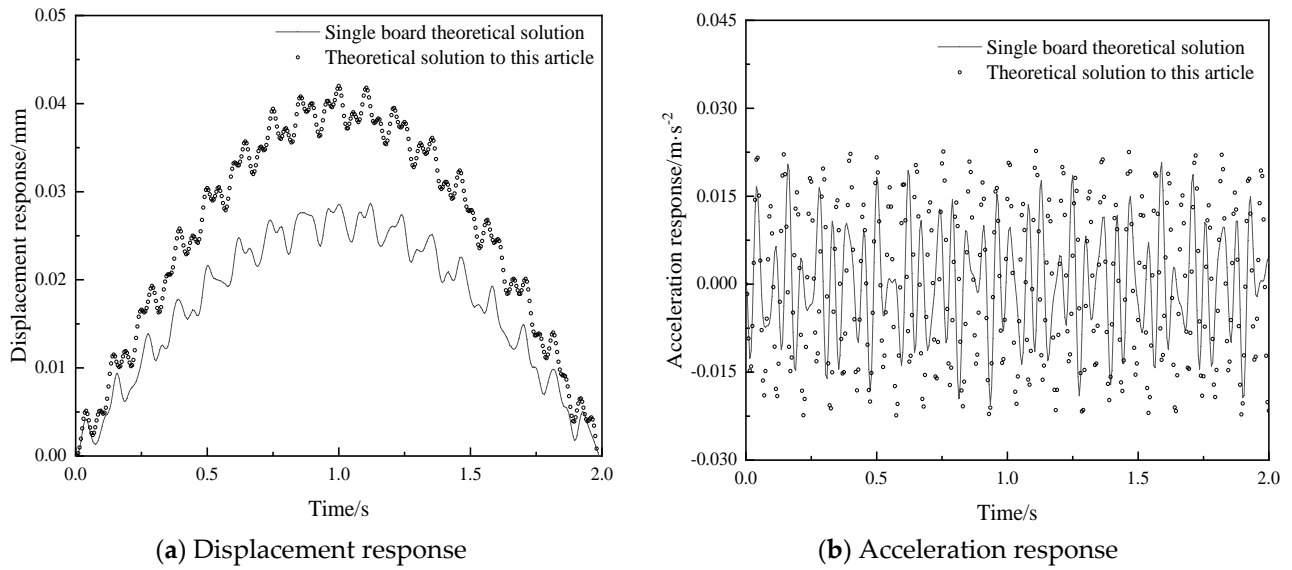 0.05
0.04
0.03
0.02
0.01
0.00
Displacement response/mm
Single board theoretical solution
Theoretical solution to this article
0.0
0.5
1.0
1.5
2.0
Time/s
(a) Displacement response
0.045
0.030
0.015
0.000
-0.015
-0.030
Acceleration response/m·s⁻²
Single board theoretical solution
Theoretical solution to this article
0.0
0.5
1.0
1.5
2.0
Time/s
(b) Acceleration response